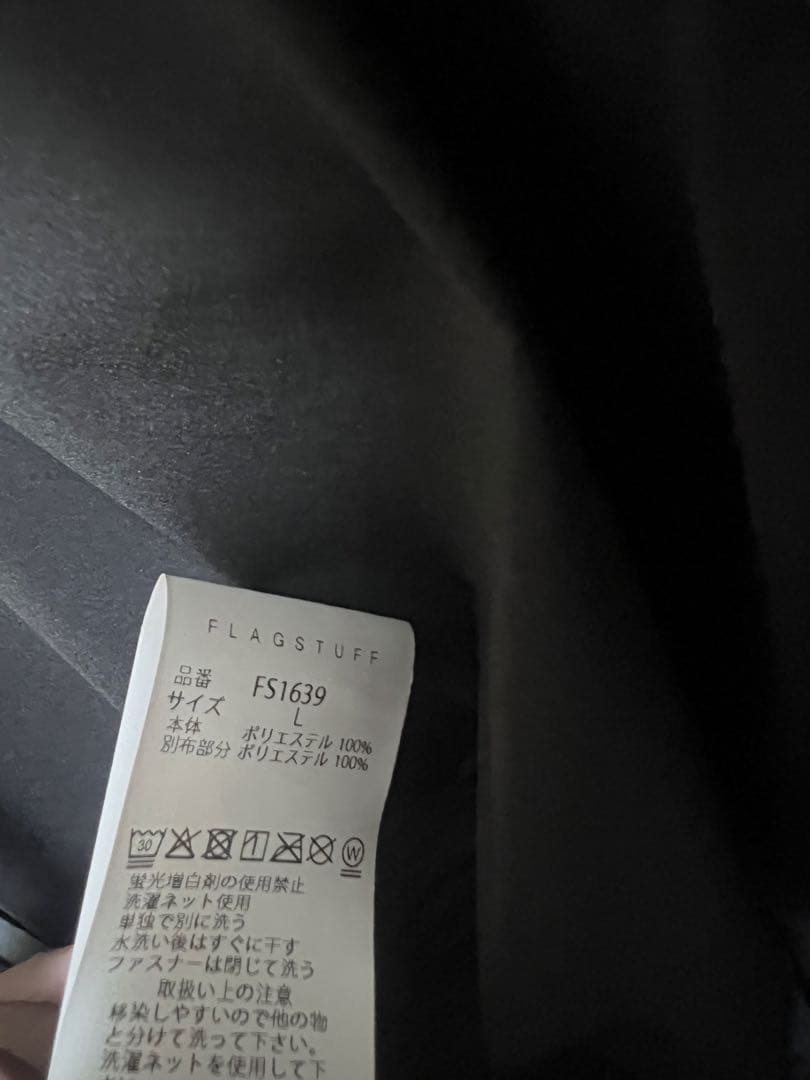 FLAGSTUFF
品番 FS1639
サイズ L
本体 ポリエステル 100%
別布部分 ポリエステル 100%
30 W
蛍光増白剤の使用禁止
洗濯ネット使用
単独で別に洗う
水洗い後はすぐに干す
ファスナーは閉じて洗う
取扱い上の注意
移染しやすいので他の物
と分けて洗って下さい。
洗濯ネットを使用して下